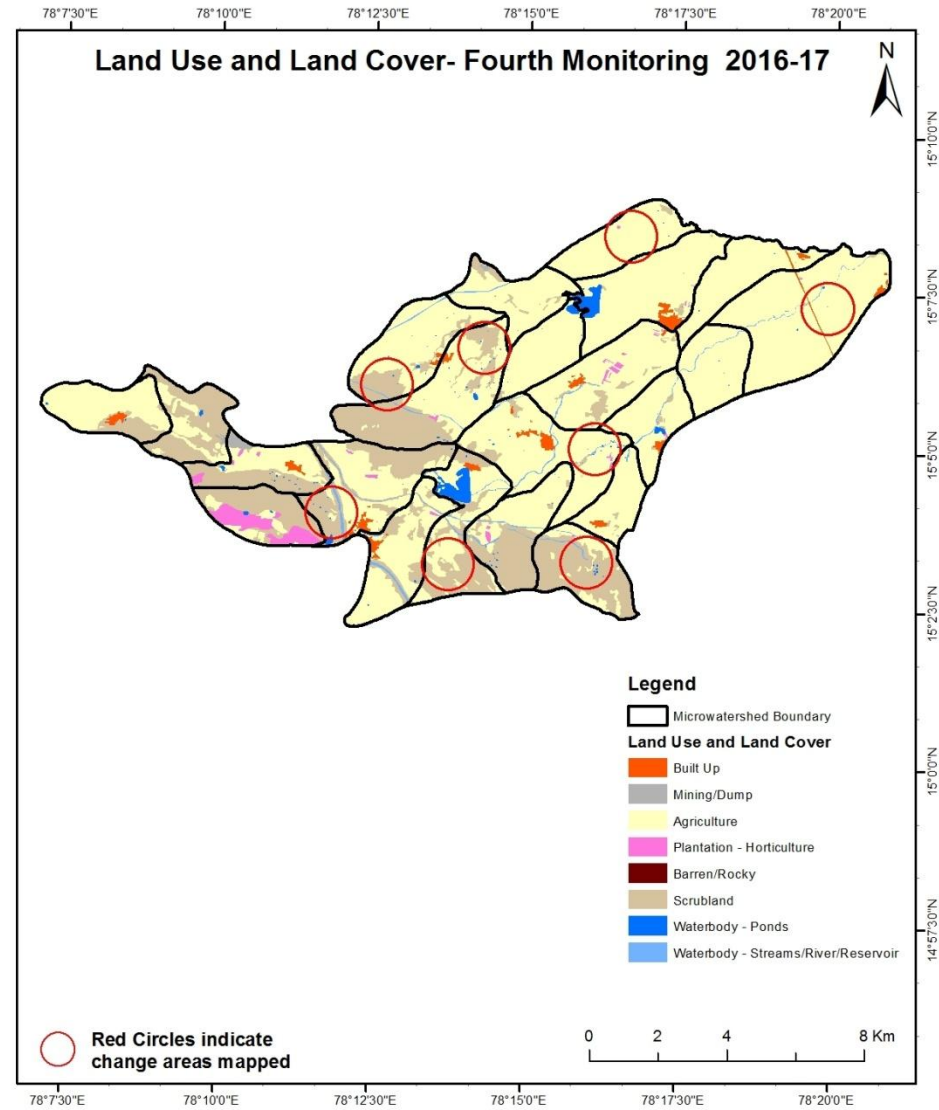 78°7'30"E 78°10'0"E 78°12'30"E 78°15'0"E 78°17'30"E 78°20'0"E
Land Use and Land Cover- Fourth Monitoring 2016-17
N
15°10'0"N
15°7'30"N
15°5'0"N
15°2'30"N
15°0'0"N
14°57'30"N
Legend
Microwatershed Boundary
Land Use and Land Cover
Built Up
Mining/Dump
Agriculture
Plantation - Horticulture
Barren/Rocky
Scrubland
Waterbody - Ponds
Waterbody - Streams/River/Reservoir
Red Circles indicate
change areas mapped
0 2 4 8 Km
78°7'30"E 78°10'0"E 78°12'30"E 78°15'0"E 78°17'30"E 78°20'0"E